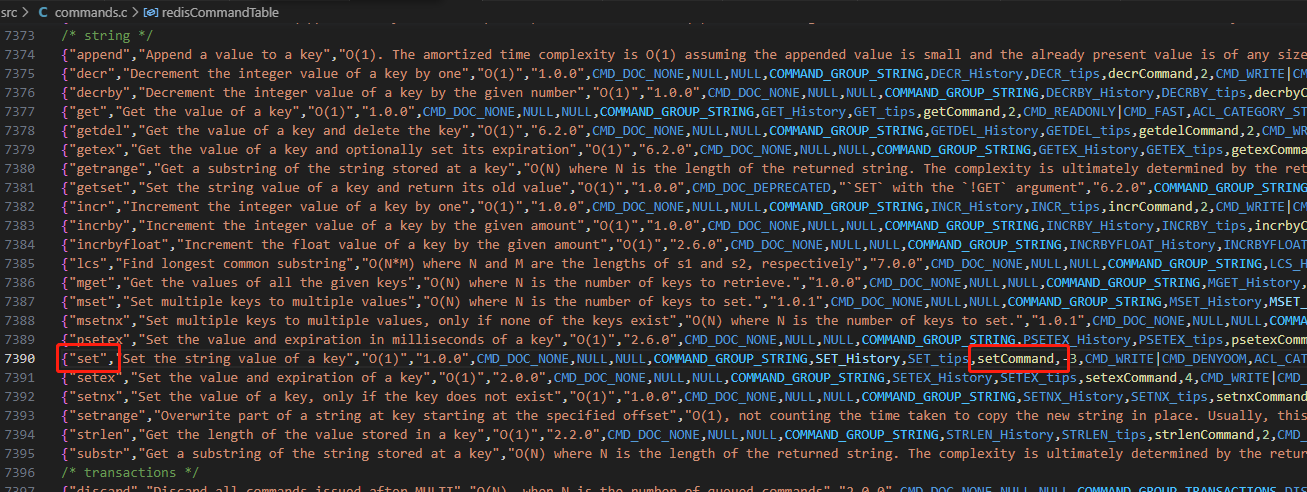 src > C commands.c > redisCommandTable
7373 /* string */
7374 {"append","Append a value to a key","O(1). The amortized time complexity is O(1) assuming the appended value is small and the already present value is of any size
7375 {"decr","Decrement the integer value of a key by one","O(1)","1.0.0",CMD_DOC_NONE,NULL,NULL,COMMAND_GROUP_STRING,DECR_History,DECR_tips,decrCommand,2,CMD_WRITE|CM
7376 {"decrby","Decrement the integer value of a key by the given number","O(1)","1.0.0",CMD_DOC_NONE,NULL,NULL,COMMAND_GROUP_STRING,DECRBY_History,DECRBY_tips,decrbyC
7377 {"get","Get the value of a key","O(1)","1.0.0",CMD_DOC_NONE,NULL,NULL,COMMAND_GROUP_STRING,GET_History,GET_tips,getCommand,2,CMD_READONLY|CMD_FAST,ACL_CATEGORY_ST
7378 {"getdel","Get the value of a key and delete the key","O(1)","6.2.0",CMD_DOC_NONE,NULL,NULL,COMMAND_GROUP_STRING,GETDEL_History,GETDEL_tips,getdelCommand,2,CMD_WR
7379 {"getex","Get the value of a key and optionally set its expiration","O(1)","6.2.0",CMD_DOC_NONE,NULL,NULL,COMMAND_GROUP_STRING,GETEX_History,GETEX_tips,getexComma
7380 {"getrange","Get a substring of the string stored at a key","O(N) where N is the length of the returned string. The complexity is ultimately determined by the ret
7381 {"getset","Set the string value of a key and return its old value","O(1)","1.0.0",CMD_DOC_DEPRECATED,"`SET` with the `!GET` argument","6.2.0",COMMAND_GROUP_STRING
7382 {"incr","Increment the integer value of a key by one","O(1)","1.0.0",CMD_DOC_NONE,NULL,NULL,COMMAND_GROUP_STRING,INCR_History,INCR_tips,incrCommand,2,CMD_WRITE|CM
7383 {"incrby","Increment the integer value of a key by the given amount","O(1)","1.0.0",CMD_DOC_NONE,NULL,NULL,COMMAND_GROUP_STRING,INCRBY_History,INCRBY_tips,incrbyC
7384 {"incrbyfloat","Increment the float value of a key by the given amount","O(1)","2.6.0",CMD_DOC_NONE,NULL,NULL,COMMAND_GROUP_STRING,INCRBYFLOAT_History,INCRBYFLOAT
7385 {"lcs","Find longest common substring","O(N*M) where N and M are the lengths of s1 and s2, respectively","7.0.0",CMD_DOC_NONE,NULL,NULL,COMMAND_GROUP_STRING,LCS_H
7386 {"mget","Get the values of all the given keys","O(N) where N is the number of keys to retrieve.","1.0.0",CMD_DOC_NONE,NULL,NULL,COMMAND_GROUP_STRING,MGET_History,
7387 {"mset","Set multiple keys to multiple values","O(N) where N is the number of keys to set.","1.0.1",CMD_DOC_NONE,NULL,NULL,COMMAND_GROUP_STRING,MSET_History,MSET_
7388 {"msetnx","Set multiple keys to multiple values, only if none of the keys exist","O(N) where N is the number of keys to set.","1.0.1",CMD_DOC_NONE,NULL,NULL,COMMA
7389 {"psetex","Set the value and expiration in milliseconds of a key","O(1)","2.6.0",CMD_DOC_NONE,NULL,NULL,COMMAND_GROUP_STRING,PSETEX_History,PSETEX_tips,psetexComm
7390 {"set","Set the string value of a key","O(1)","1.0.0",CMD_DOC_NONE,NULL,NULL,COMMAND_GROUP_STRING,SET_History,SET_tips,setCommand,-3,CMD_WRITE|CMD_DENYOOM,ACL_CAT
7391 {"setex","Set the value and expiration of a key","O(1)","2.0.0",CMD_DOC_NONE,NULL,NULL,COMMAND_GROUP_STRING,SETEX_History,SETEX_tips,setexCommand,4,CMD_WRITE|CMD_
7392 {"setnx","Set the value of a key, only if the key does not exist","O(1)","1.0.0",CMD_DOC_NONE,NULL,NULL,COMMAND_GROUP_STRING,SETNX_History,SETNX_tips,setnxCommand
7393 {"setrange","Overwrite part of a string at key starting at the specified offset","O(1), not counting the time taken to copy the new string in place. Usually, this
7394 {"strlen","Get the length of the value stored in a key","O(1)","2.2.0",CMD_DOC_NONE,NULL,NULL,COMMAND_GROUP_STRING,STRLEN_History,STRLEN_tips,strlenCommand,2,CMD_
7395 {"substr","Get a substring of the string stored at a key","O(N) where N is the length of the returned string. The complexity is ultimately determined by the retur
7396 /* transactions */
7397 {"discard","Discard all commands issued after MULTI","O(N), when N is the number of queued commands","2.0.0",CMD_DOC_NONE,NULL,NULL,COMMAND_GROUP_TRANSACTIONS,DIS